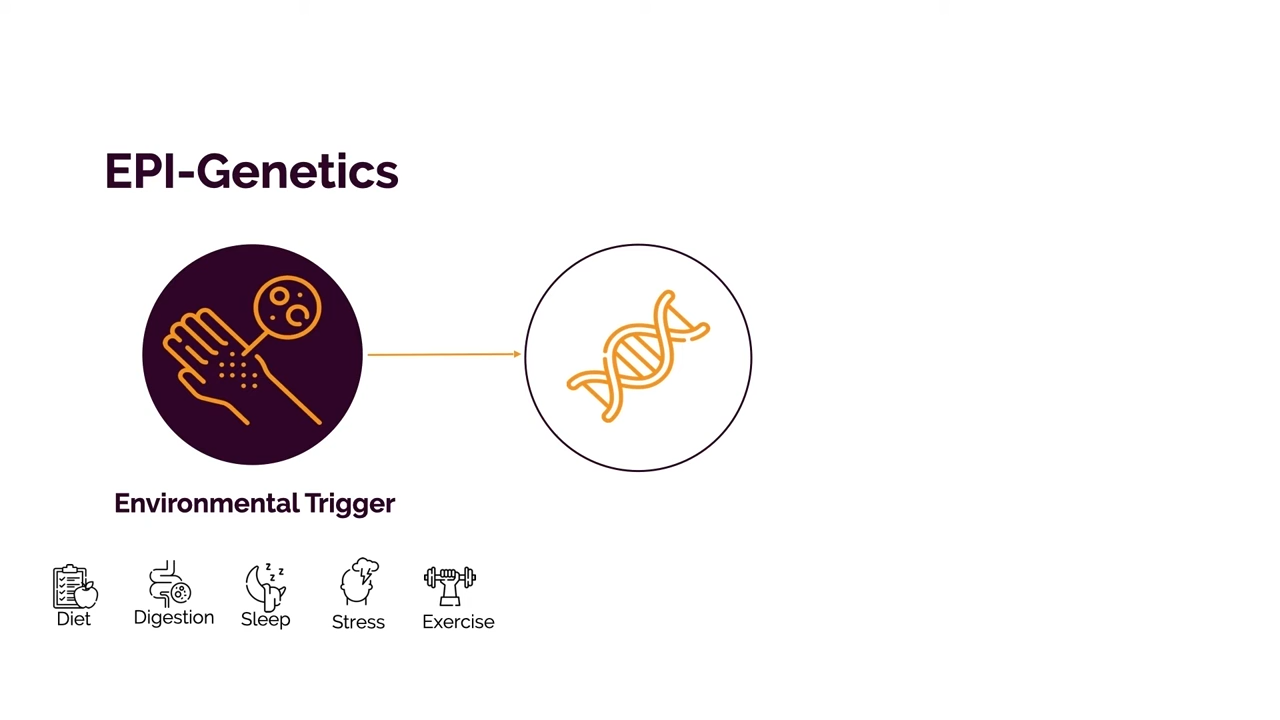 EPI-Genetics
Environmental Trigger
Diet
Digestion
Sleep
Stress
Exercise